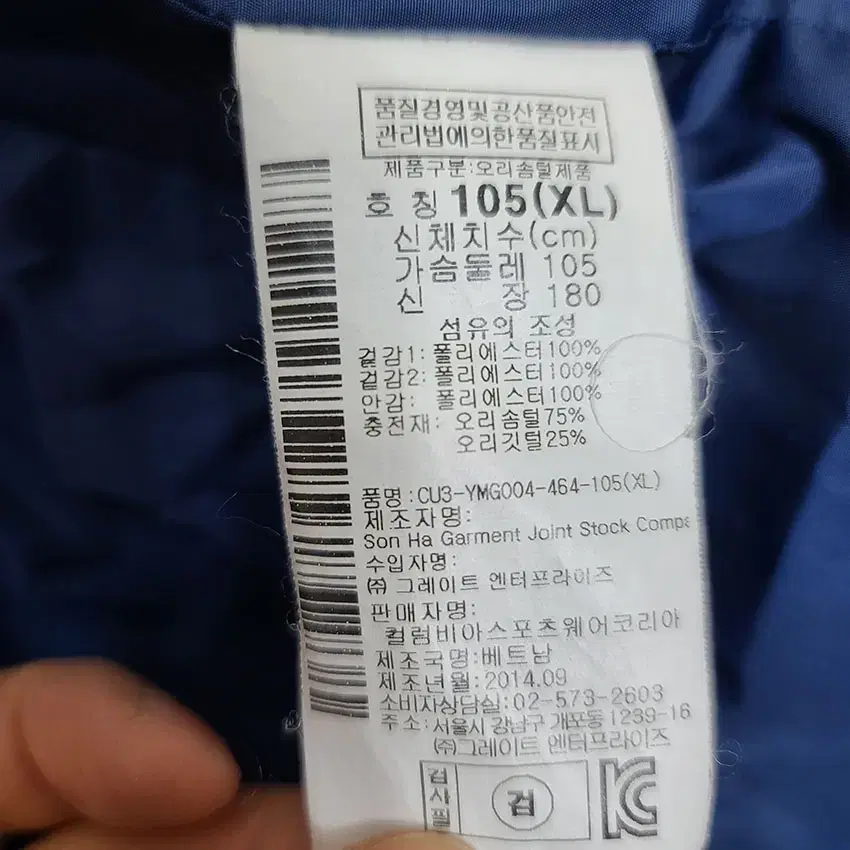 품질경영및공산품안전
관리법에의한품질표시
제품구분:오리솜털제품
호 칭 105(XL)
신체치수(cm)
가슴둘레 105
신 장 180
섬유의 조성
겉감1: 폴리에스터100%
겉감2: 폴리에스터100%
안감: 폴리에스터100%
충전재: 오리솜털75%
오리깃털25%
품명:CU3-YMG004-464-105(XL)
제조자명:
Son Ha Garment Joint Stock Compa
수입자명:
㈜ 그레이트 엔터프라이즈
판매자명:
컬럼비아스포츠웨어코리아
제조국명:베트남
제조년월:2014.09
소비자상담실:02-573-2603
주소:서울시 강남구 개포동1239-16
㈜그레이트 엔터프라이즈
검사필
검